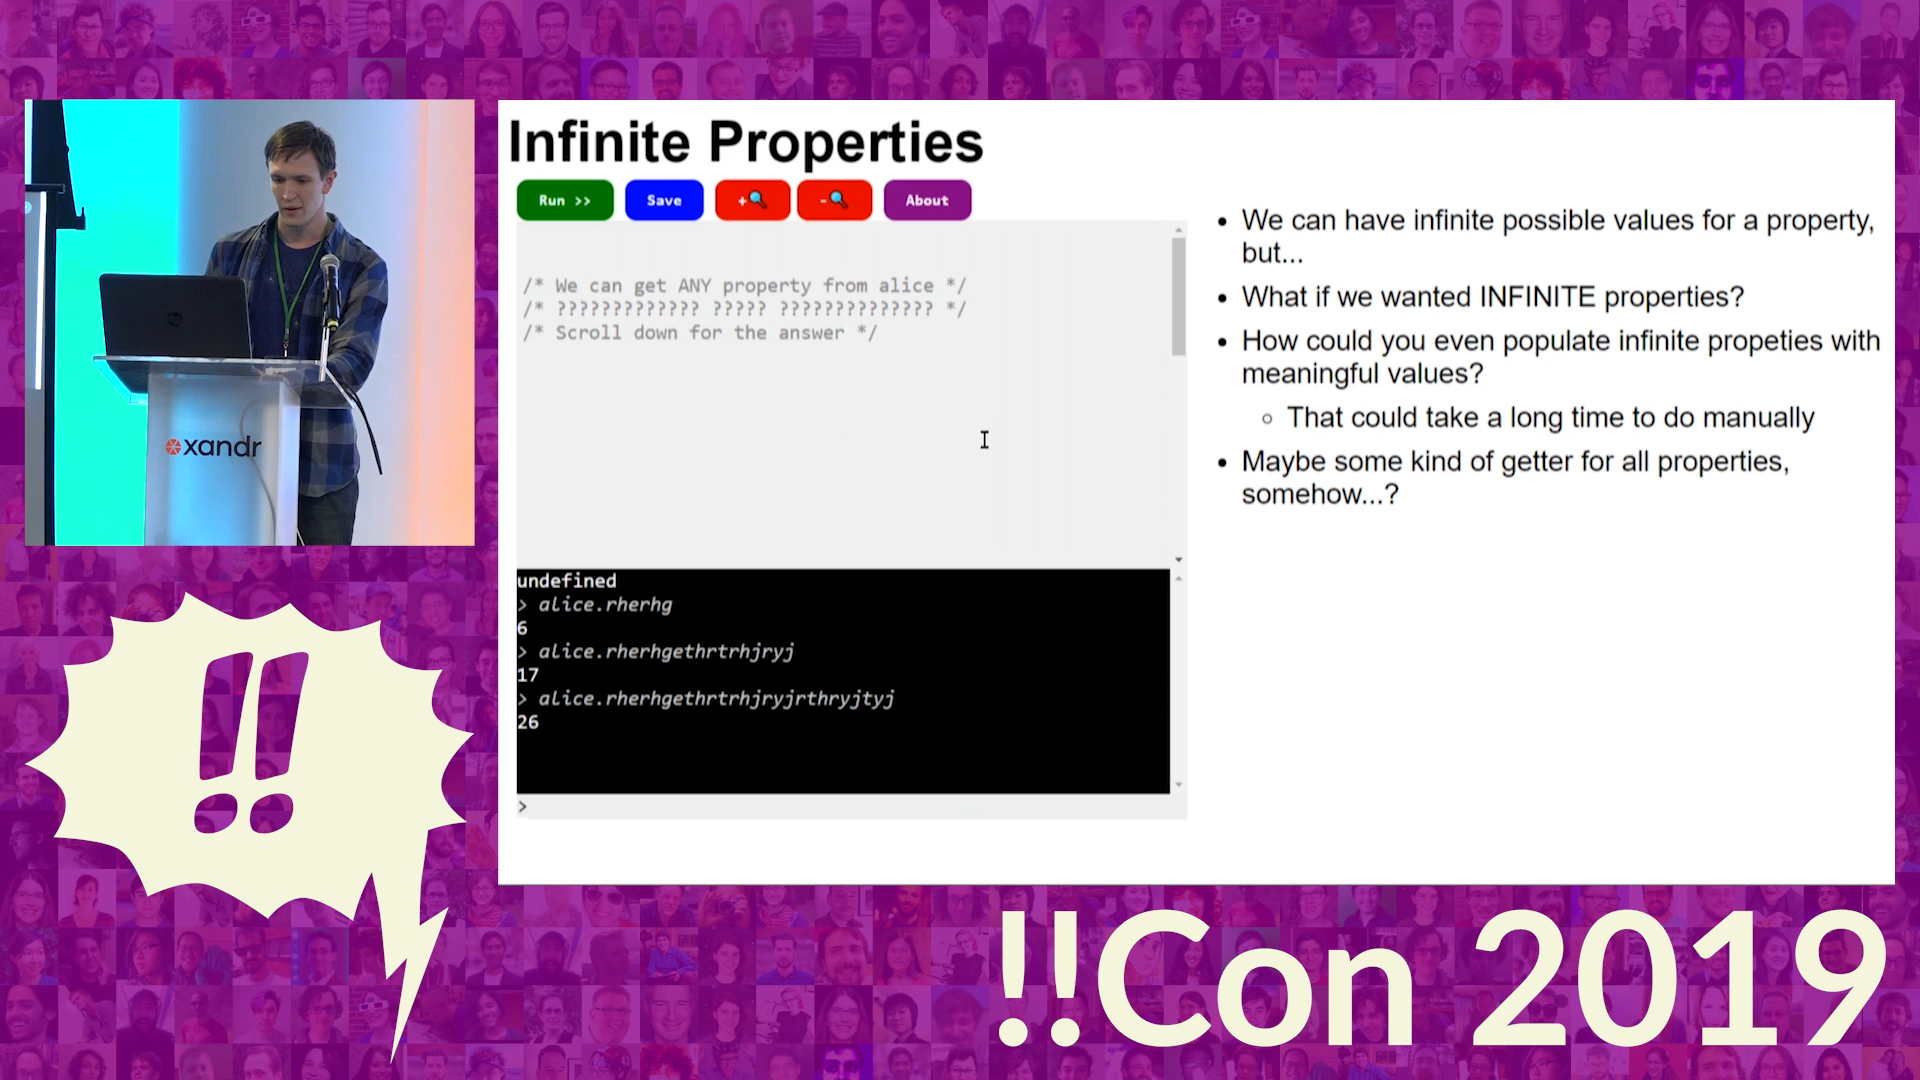 Infinite Properties
Run >>
Save
+🔍
-🔍
About
/* We can get ANY property from alice */
/* ????????????? ????? ?????????????? */
/* Scroll down for the answer */
undefined
> alice.rherhg
6
> alice.rherhgethrtrhjryj
17
> alice.rherhgethrtrhjryjrthryjtyj
26
>
• We can have infinite possible values for a property,
but...
• What if we wanted INFINITE properties?
• How could you even populate infinite propeties with
meaningful values?
◦ That could take a long time to do manually
• Maybe some kind of getter for all properties,
somehow...?
xandr
!!
!!Con 2019